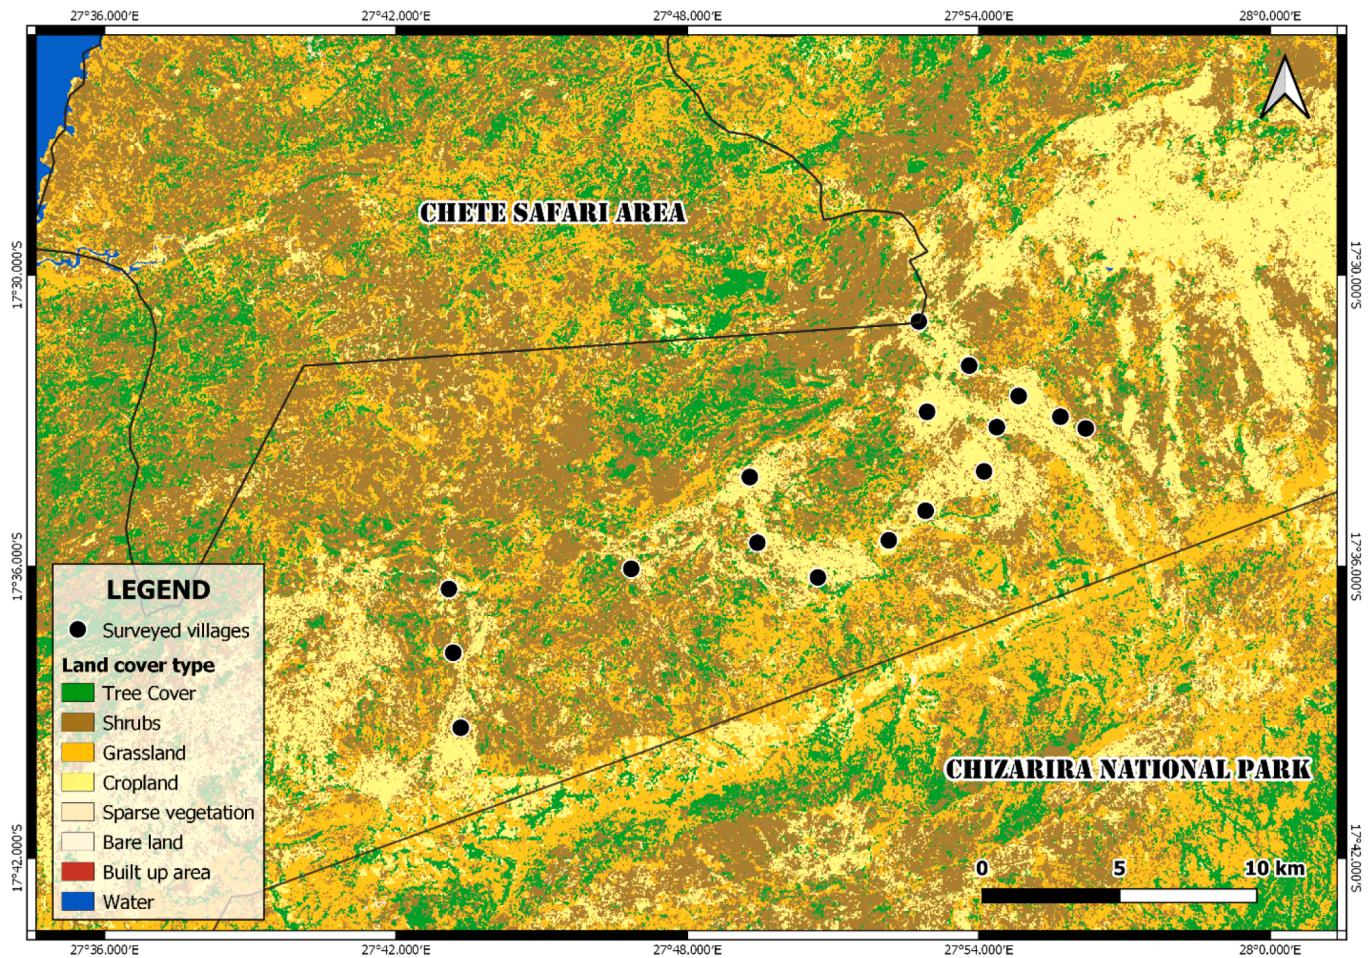 27°36.000′E 27°42.000′E 27°48.000′E 27°54.000′E 28°0.000′E
CHETE SAFARI AREA
17°30.000′S 17°30.000′S
17°36.000′S 17°36.000′S
LEGEND
Surveyed villages
Land cover type
Tree Cover
Shrubs
Grassland
Cropland
Sparse vegetation
Bare land
Built up area
Water
CHIZARIRA NATIONAL PARK
17°42.000′S 17°42.000′S
0 5 10 km
27°36.000′E 27°42.000′E 27°48.000′E 27°54.000′E 28°0.000′E